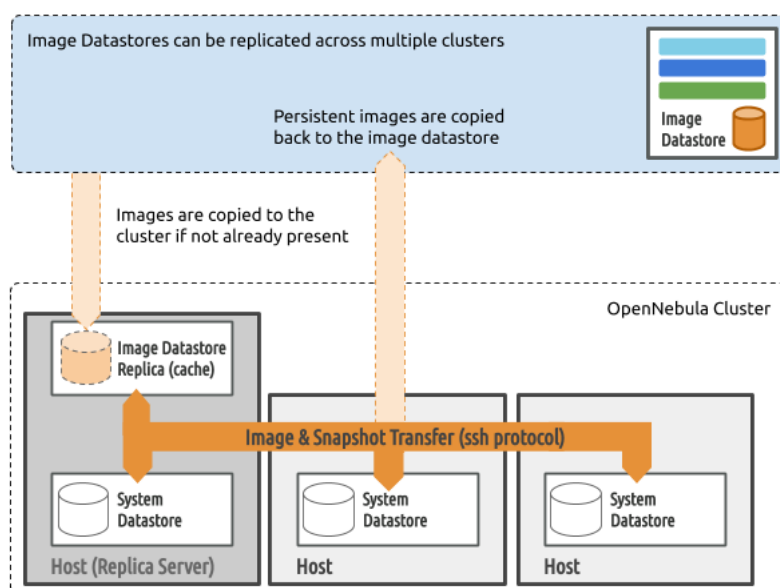 Image Datastores can be replicated across multiple clusters
Image
Datastore
Persistent images are copied
back to the image datastore
Images are copied to the
cluster if not already present
OpenNebula Cluster
Image Datastore
Replica (cache)
Image & Snapshot Transfer (ssh protocol)
System
Datastore
System
Datastore
System
Datastore
Host (Replica Server)
Host
Host